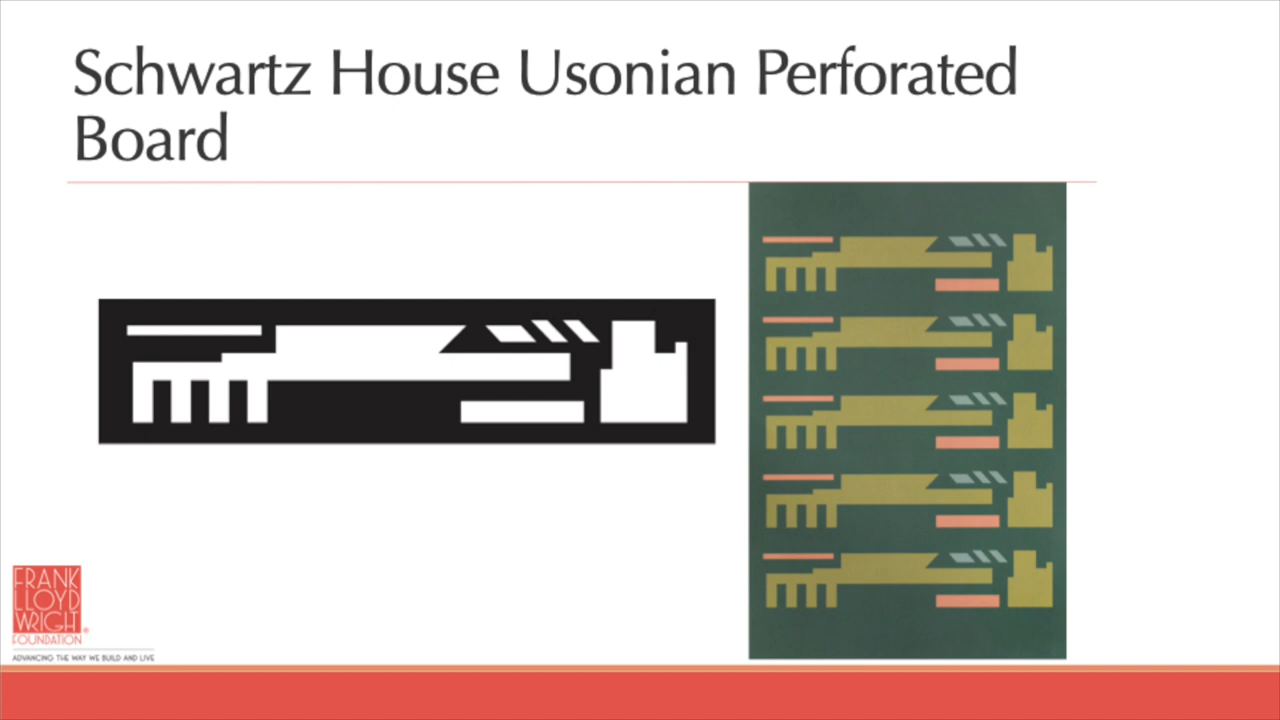 Schwartz House Usonian Perforated
Board
FRANK
LLOYD
WRIGHT
FOUNDATION®
ADVANCING THE WAY WE BUILD AND LIVE